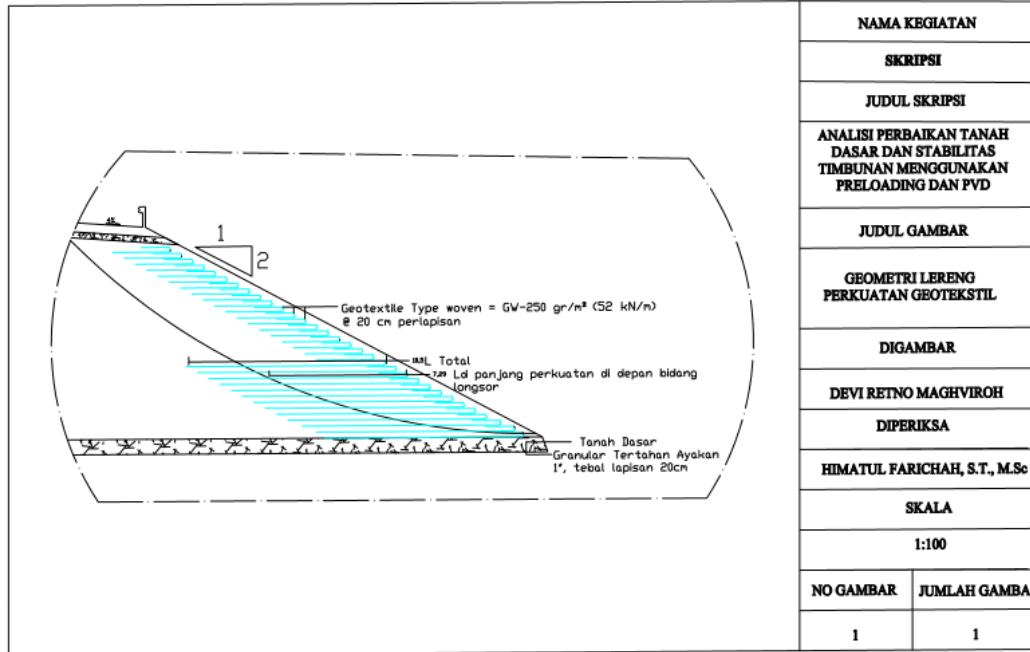 4%
1
2
Geotextile Type woven = GW-250 gr/m² (52 kN/m)
@ 20 cm perlapisan
L Total
7,29 Ld panjang perkuatan di depan bidang
longsor
Tanah Dasar
Granular Tertahan Ayakan
1", tebal lapisan 20cm
NAMA KEGIATAN
SKRIPSI
JUDUL SKRIPSI
ANALISI PERBAIKAN TANAH
DASAR DAN STABILITAS
TIMBUNAN MENGGUNAKAN
PRELOADING DAN PVD
JUDUL GAMBAR
GEOMETRI LERENG
PERKUATAN GEOTEKSTIL
DIGAMBAR
DEVI RETNO MAGHVIROH
DIPERIKSA
HIMATUL FARICHAH, S.T., M.Sc
SKALA
1:100
NO GAMBAR
JUMLAH GAMBA
1
1